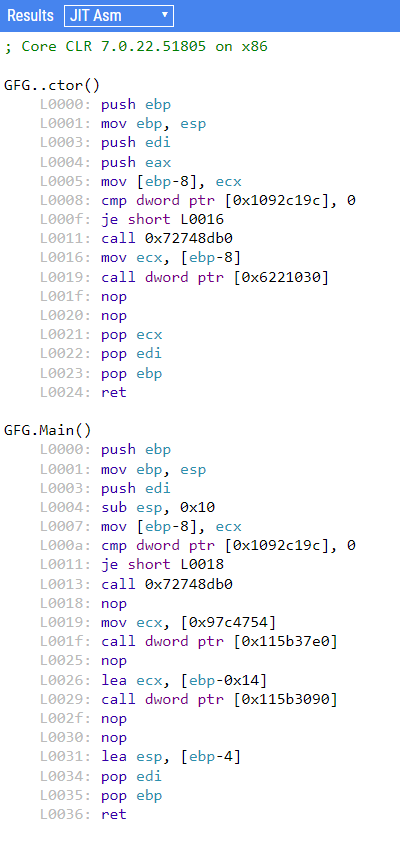 Results JIT Asm
; Core CLR 7.0.22.51805 on x86
GFG..ctor()
L0000: push ebp
L0001: mov ebp, esp
L0003: push edi
L0004: push eax
L0005: mov [ebp-8], ecx
L0008: cmp dword ptr [0x1092c19c], 0
L000f: je short L0016
L0011: call 0x72748db0
L0016: mov ecx, [ebp-8]
L0019: call dword ptr [0x6221030]
L001f: nop
L0020: nop
L0021: pop ecx
L0022: pop edi
L0023: pop ebp
L0024: ret
GFG.Main()
L0000: push ebp
L0001: mov ebp, esp
L0003: push edi
L0004: sub esp, 0x10
L0007: mov [ebp-8], ecx
L000a: cmp dword ptr [0x1092c19c], 0
L0011: je short L0018
L0013: call 0x72748db0
L0018: nop
L0019: mov ecx, [0x97c4754]
L001f: call dword ptr [0x115b37e0]
L0025: nop
L0026: lea ecx, [ebp-0x14]
L0029: call dword ptr [0x115b3090]
L002f: nop
L0030: nop
L0031: lea esp, [ebp-4]
L0034: pop edi
L0035: pop ebp
L0036: ret